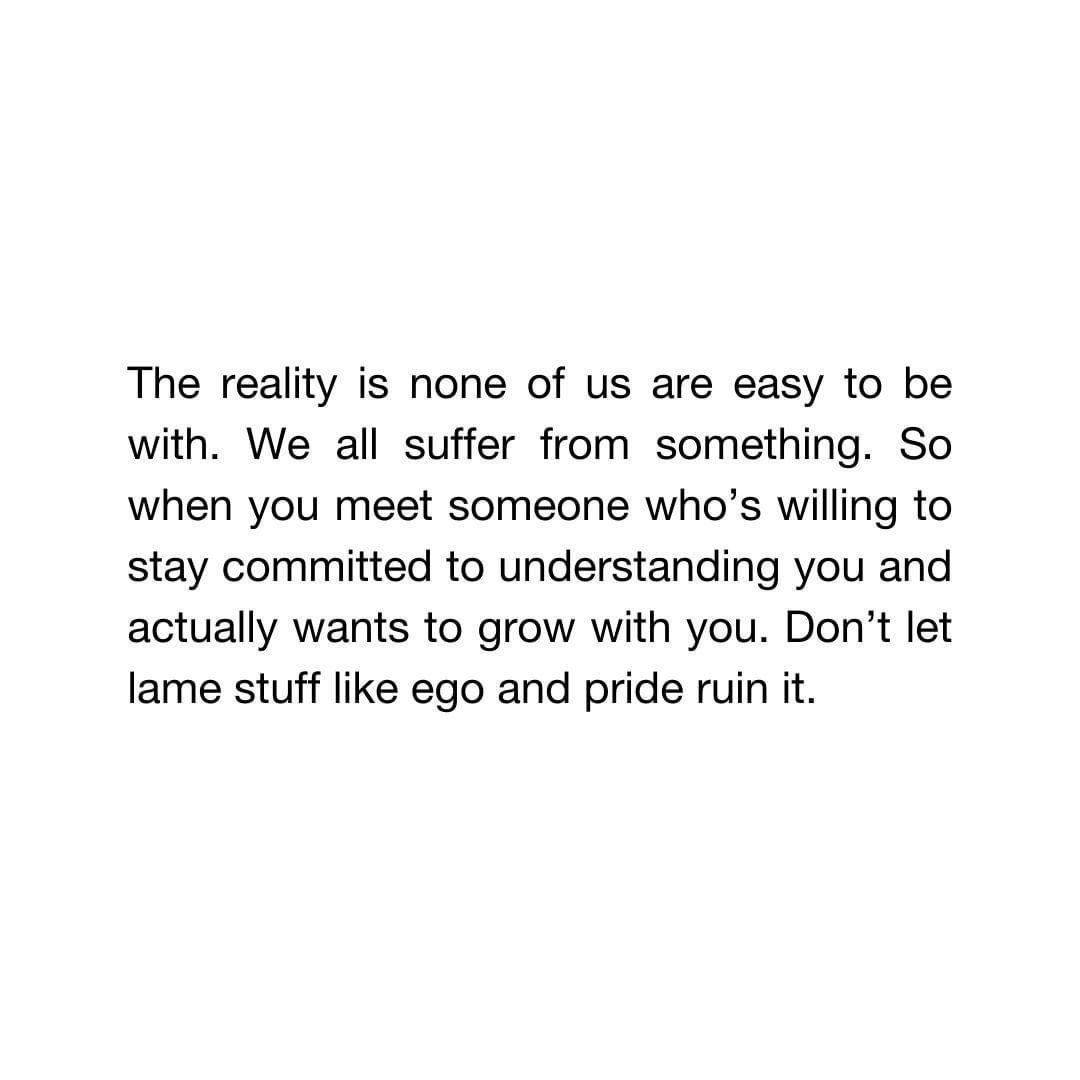 The reality is none of us are easy to be
with. We all suffer from something. So
when you meet someone who’s willing to
stay committed to understanding you and
actually wants to grow with you. Don’t let
lame stuff like ego and pride ruin it.